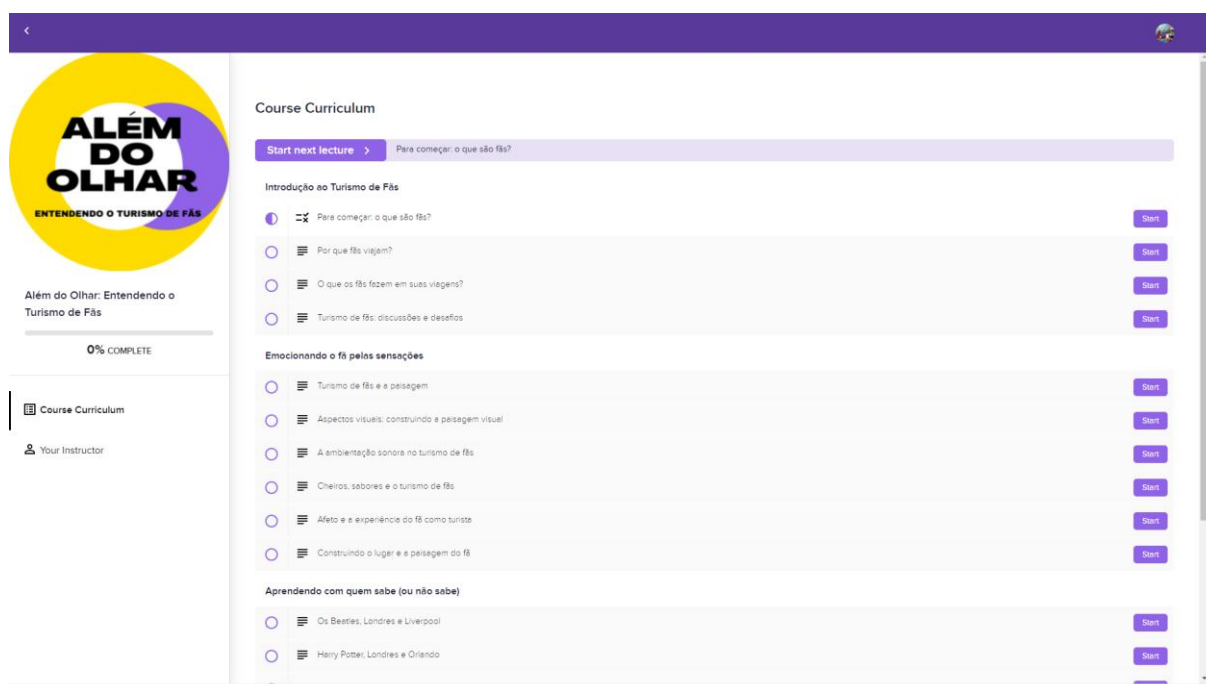 ALÉM
DO
OLHAR
ENTENDENDO O TURISMO DE FÃS
Além do Olhar: Entendendo o
Turismo de Fãs
0% COMPLETE
Course Curriculum
Your Instructor
Course Curriculum
Start next lecture > Para começar: o que são fãs?
Introdução ao Turismo de Fãs
Para começar: o que são fãs? Start
Por que fãs viajam? Start
O que os fãs fazem em suas viagens? Start
Turismo de fãs: discussões e desafios Start
Emocionando o fã pelas sensações
Turismo de fãs e a paisagem Start
Aspectos visuais: construindo a paisagem visual Start
A ambientação sonora no turismo de fãs Start
Cheiros, sabores e o turismo de fãs Start
Afeto e a experiência do fã como turista Start
Construindo o lugar e a paisagem do fã Start
Aprendendo com quem sabe (ou não sabe)
Os Beatles, Londres e Liverpool Start
Harry Potter, Londres e Orlando Start